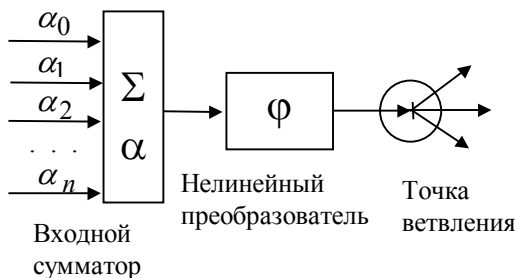 α₀
α₁
α₂
. . .
αₙ
Σ
α
φ
Входной
сумматор
Нелинейный
преобразователь
Точка
ветвления